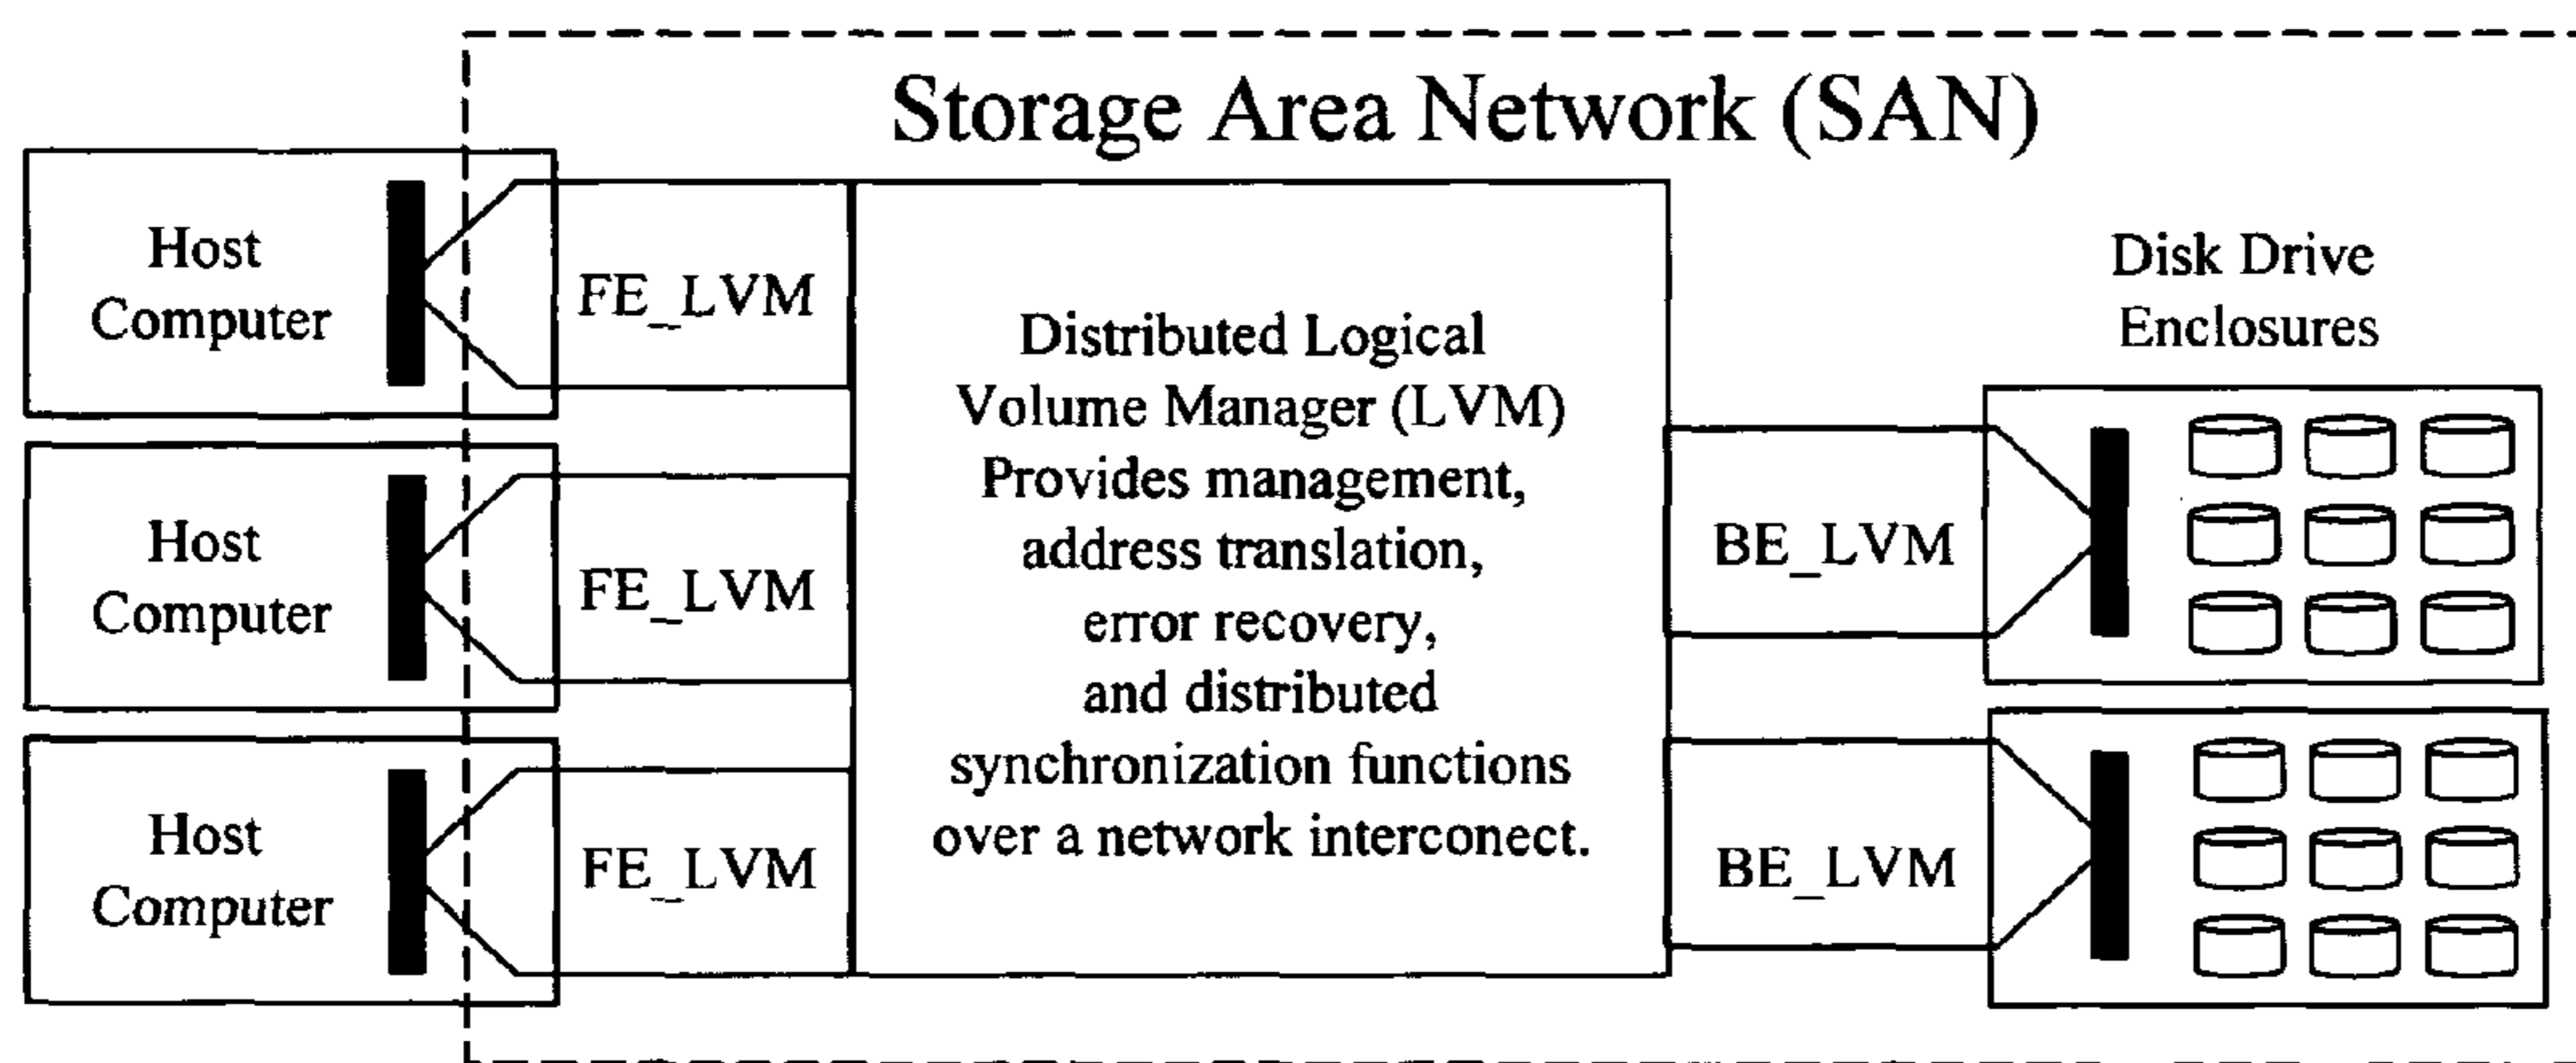 Storage Area Network (SAN)
Host
Computer
FE_LVM
Host
Computer
FE_LVM
Host
Computer
FE_LVM
Distributed Logical
Volume Manager (LVM)
Provides management,
address translation,
error recovery,
and distributed
synchronization functions
over a network interconect.
Disk Drive
Enclosures
BE_LVM
BE_LVM